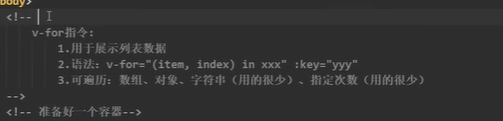 body>
<!--
v-for指令:
1.用于展示列表数据
2.语法: v-for="(item, index) in xxx" :key="yyy"
3.可遍历: 数组、对象、字符串（用的很少）、指定次数（用的很少）
-->
<!-- 准备好一个容器-->